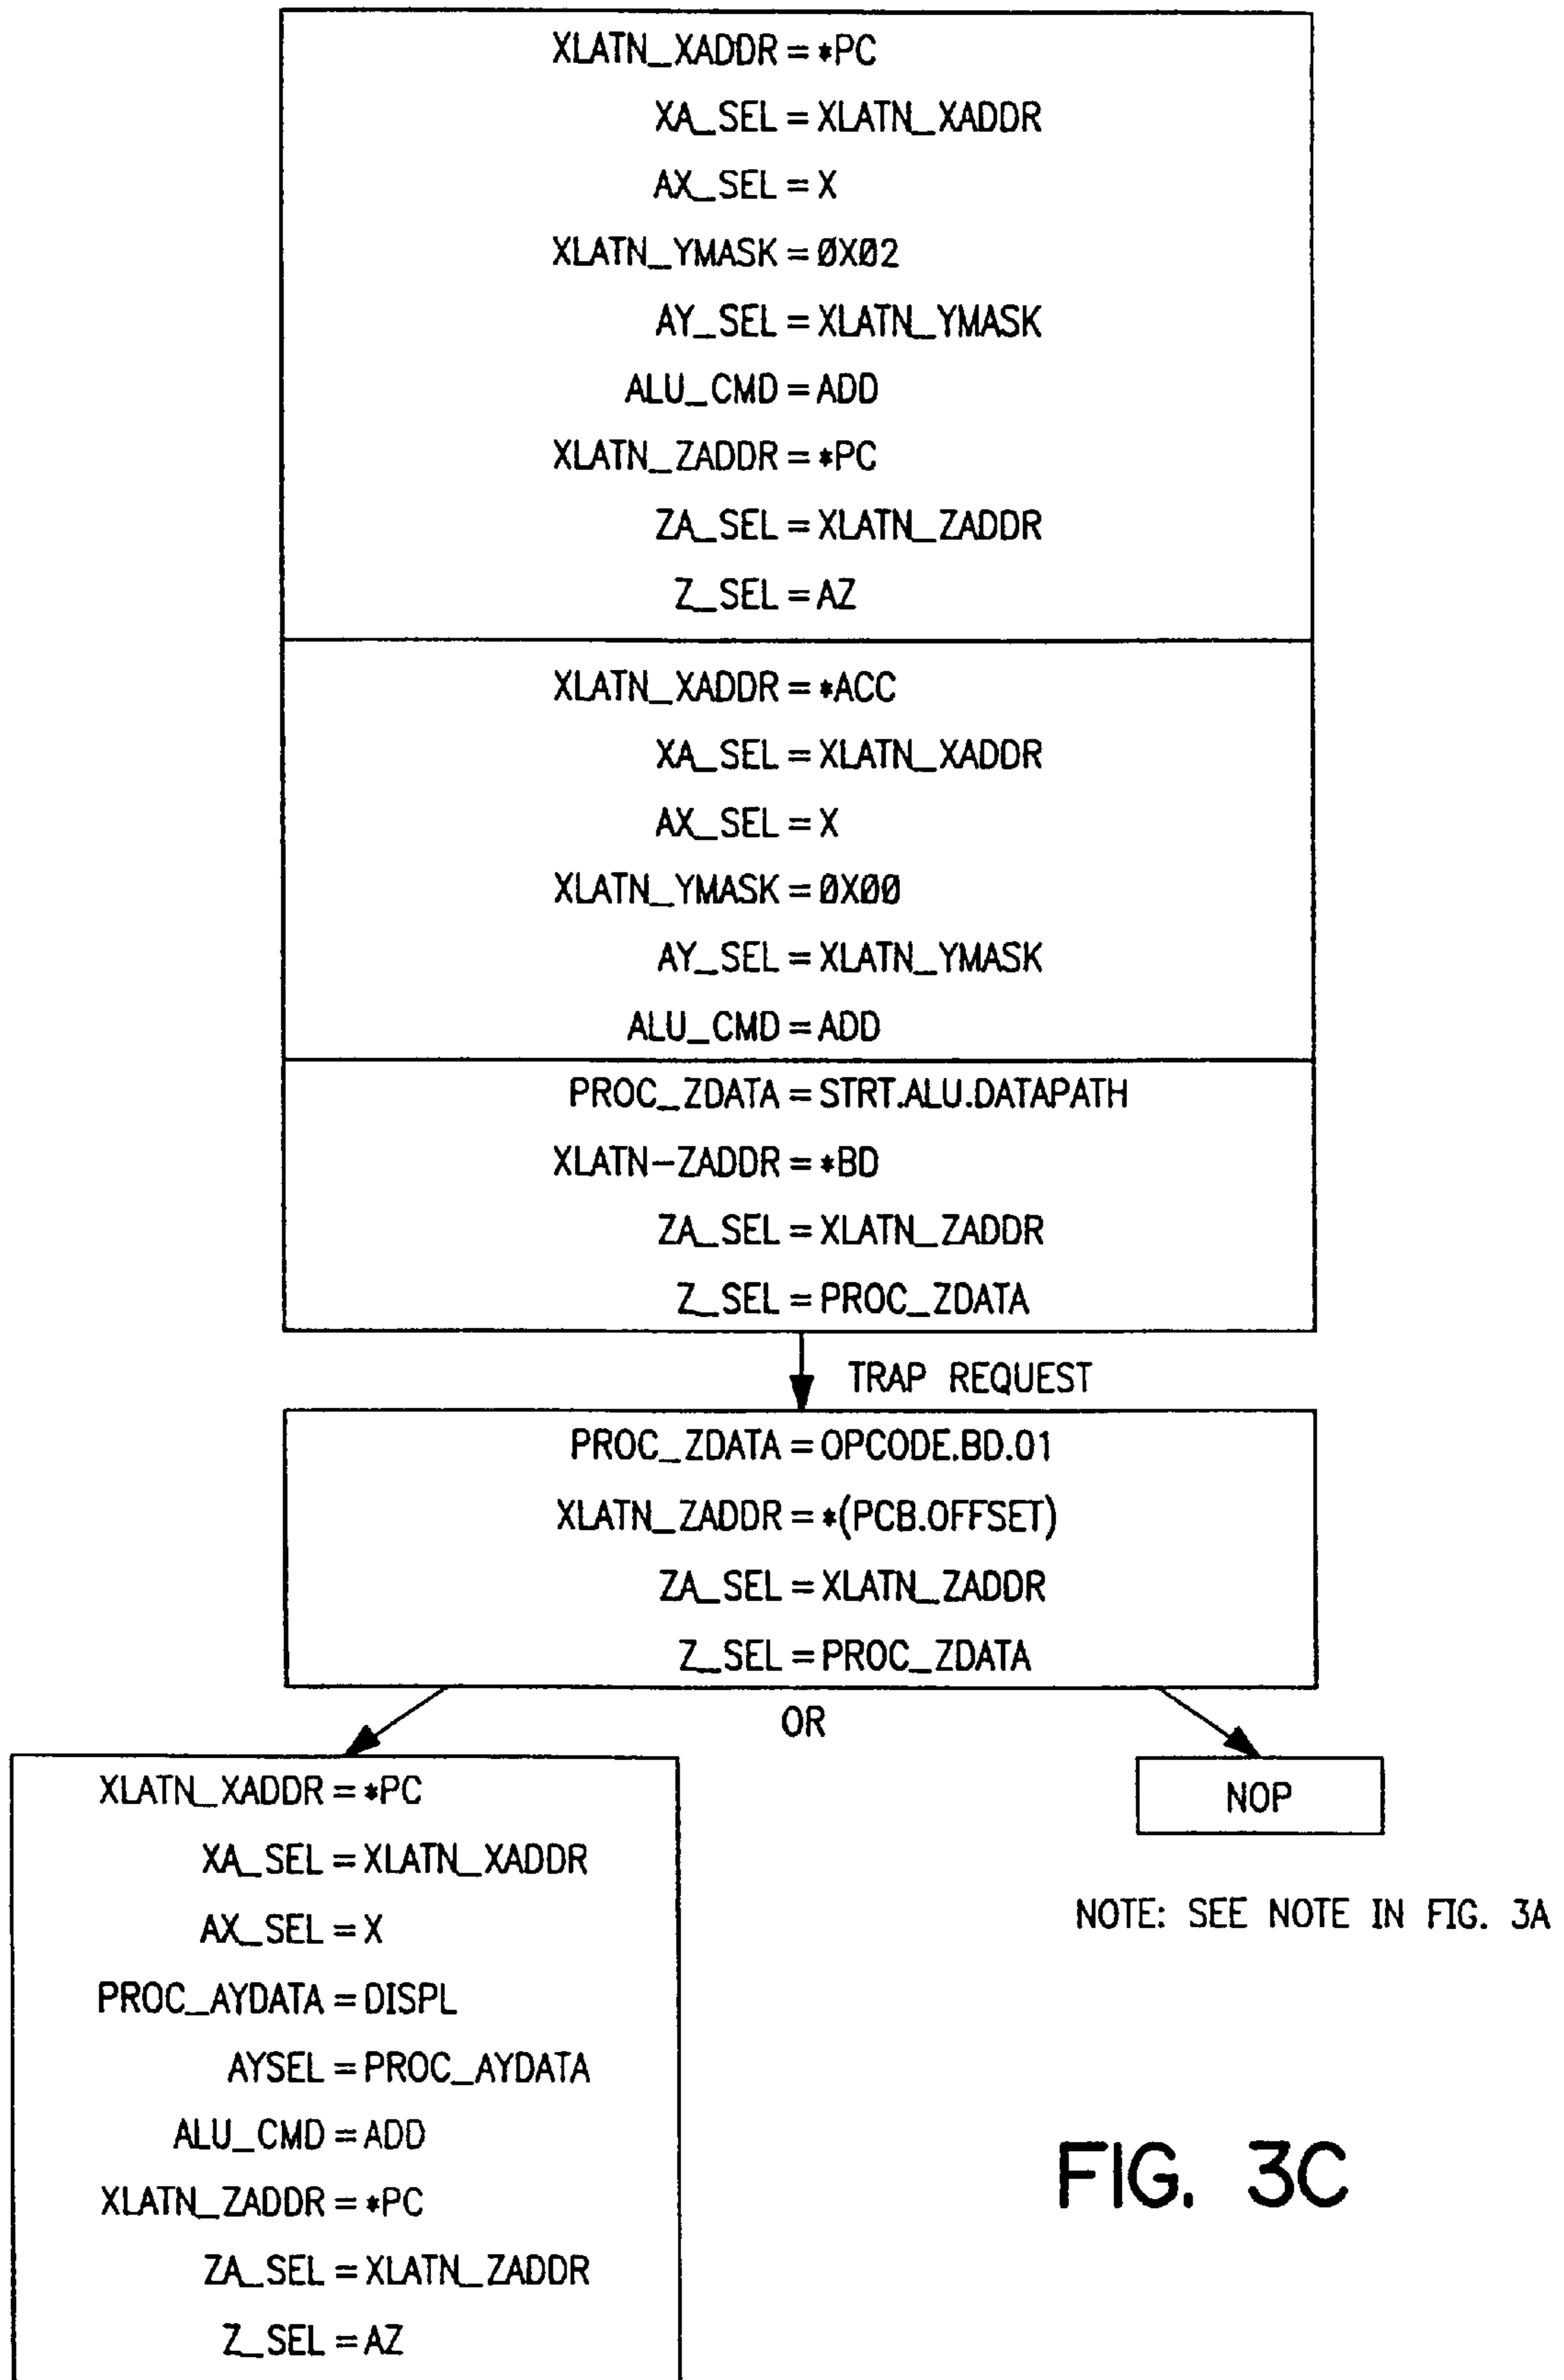 XLATN_XADDR = *PC
XA_SEL = XLATN_XADDR
AX_SEL = X
XLATN_YMASK = 0X02
AY_SEL = XLATN_YMASK
ALU_CMD = ADD
XLATN_ZADDR = *PC
ZA_SEL = XLATN_ZADDR
Z_SEL = AZ
XLATN_XADDR = *ACC
XA_SEL = XLATN_XADDR
AX_SEL = X
XLATN_YMASK = 0X00
AY_SEL = XLATN_YMASK
ALU_CMD = ADD
PROC_ZDATA = STRT.ALU.DATAPATH
XLATN-ZADDR = *BD
ZA_SEL = XLATN_ZADDR
Z_SEL = PROC_ZDATA
TRAP REQUEST
PROC_ZDATA = OPCODE.BD.01
XLATN_ZADDR = *(PCB.OFFSET)
ZA_SEL = XLATN_ZADDR
Z_SEL = PROC_ZDATA
OR
XLATN_XADDR = *PC
XA_SEL = XLATN_XADDR
AX_SEL = X
PROC_AYDATA = DISPL
AYSEL = PROC_AYDATA
ALU_CMD = ADD
XLATN_ZADDR = *PC
ZA_SEL = XLATN_ZADDR
Z_SEL = AZ
NOP
NOTE: SEE NOTE IN FIG. 3A
FIG. 3C